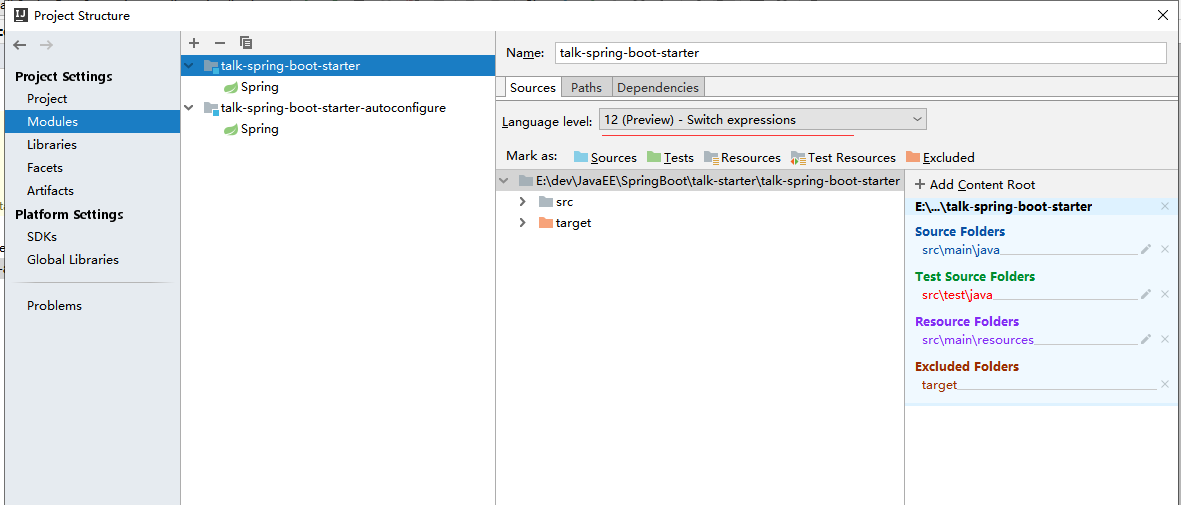 Project Structure
Project Settings
Project
Modules
Libraries
Facets
Artifacts
Platform Settings
SDKs
Global Libraries
Problems
talk-spring-boot-starter
Spring
talk-spring-boot-starter-autoconfigure
Spring
Name: talk-spring-boot-starter
Sources Paths Dependencies
Language level: 12 (Preview) - Switch expressions
Mark as: Sources Tests Resources Test Resources Excluded
E:\dev\JavaEE\SpringBoot\talk-starter\talk-spring-boot-starter
src
target
+ Add Content Root
E:\...\talk-spring-boot-starter
Source Folders
src\main\java
Test Source Folders
src\test\java
Resource Folders
src\main\resources
Excluded Folders
target